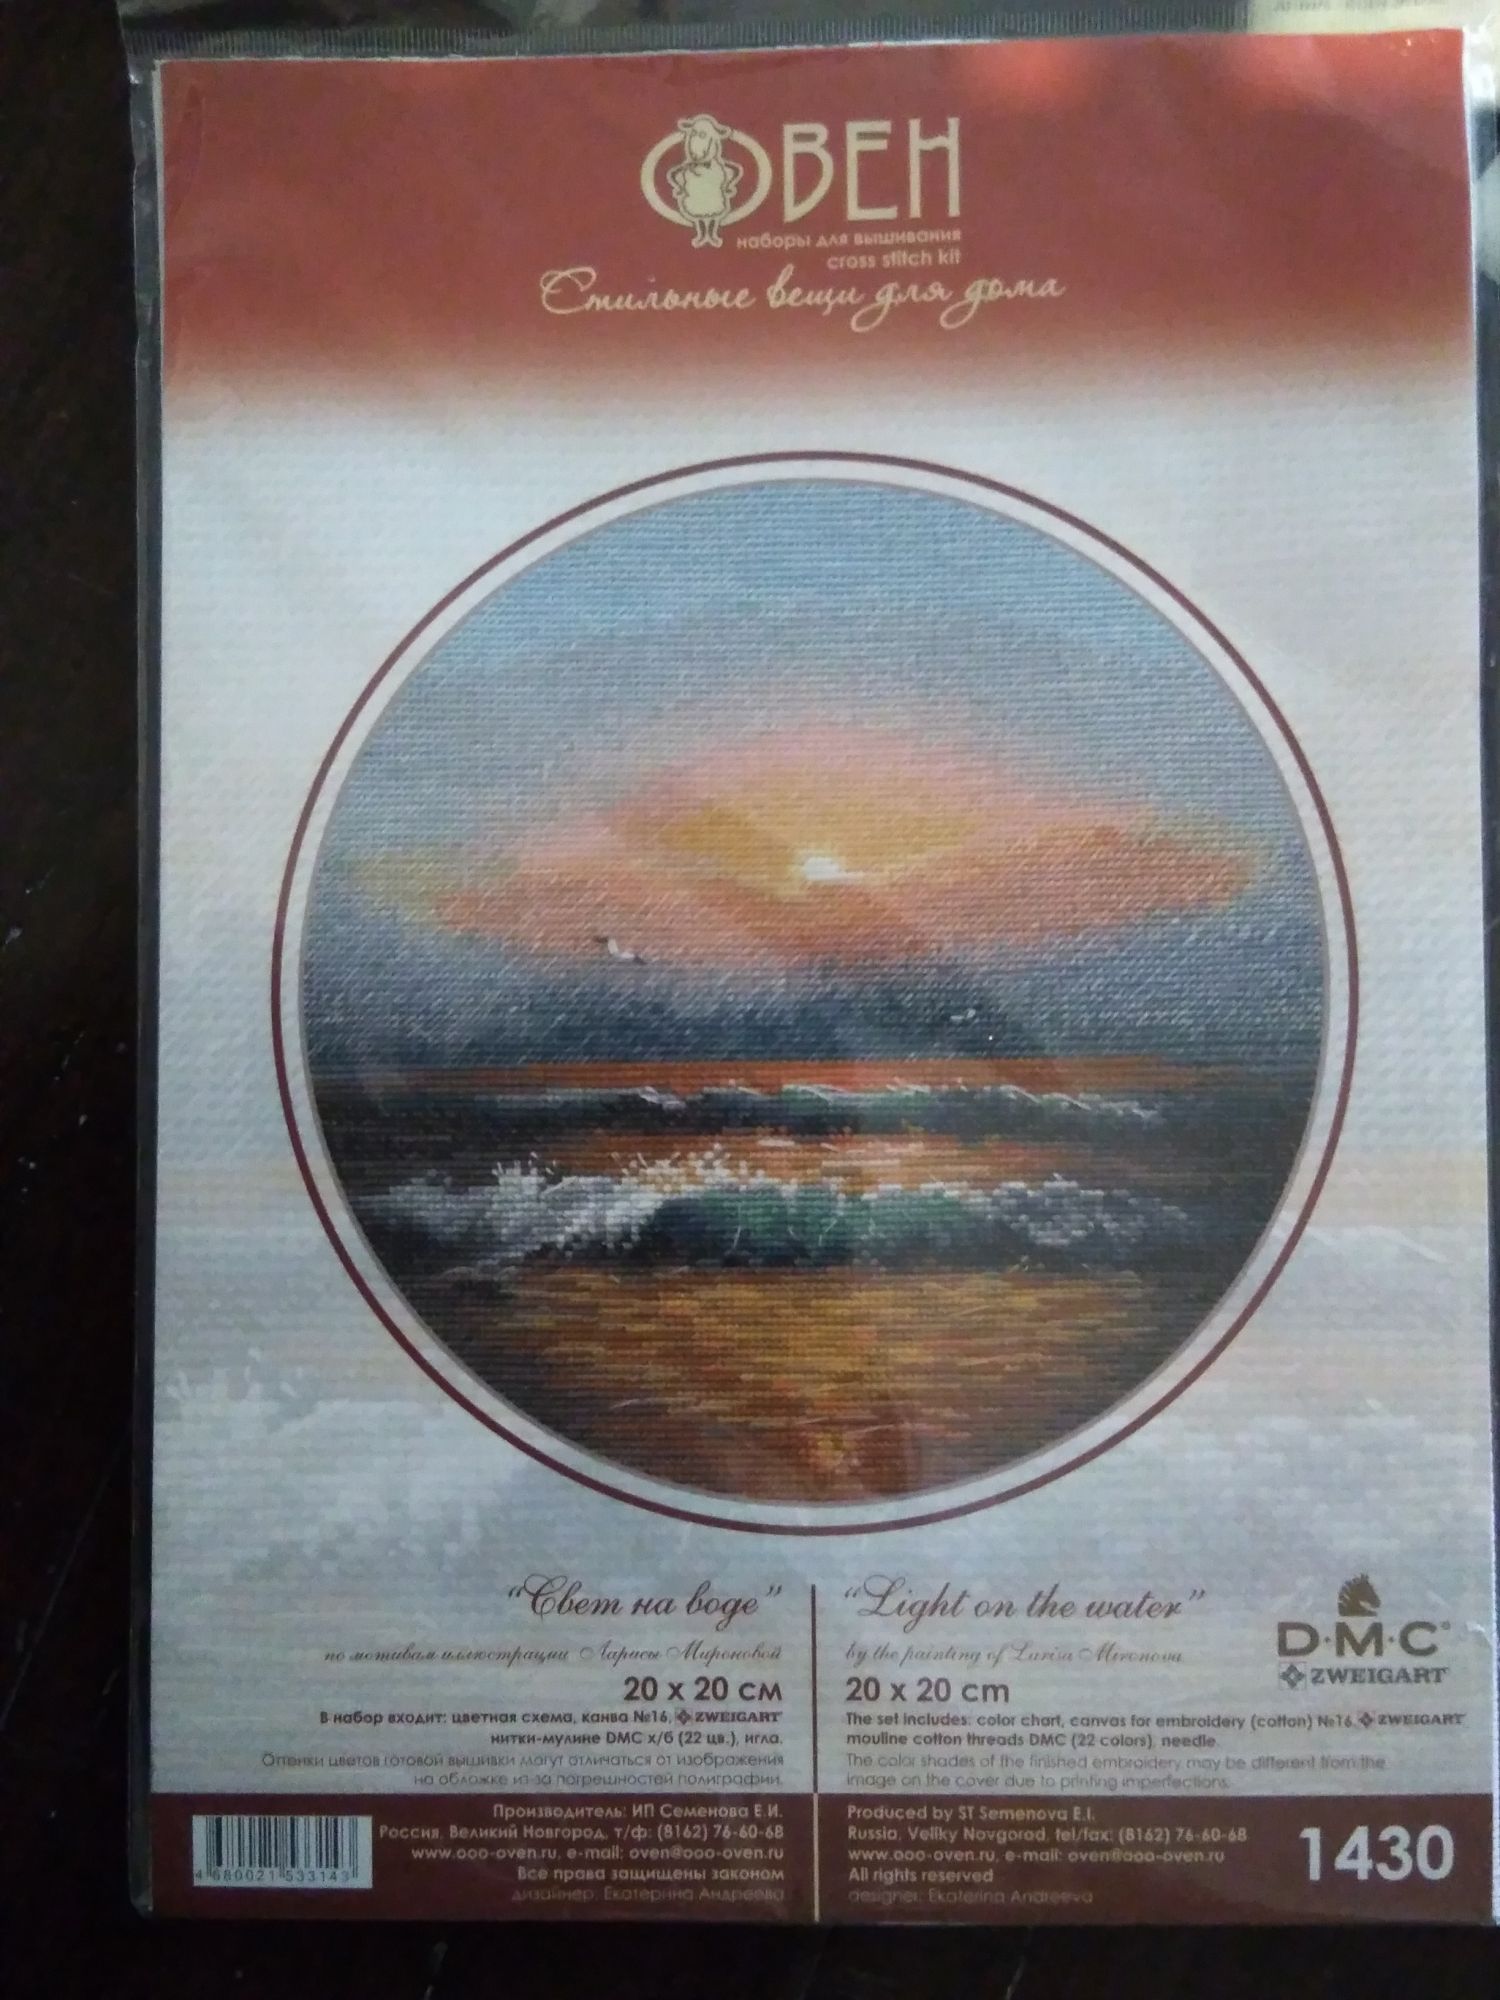 ОВЕН
наборы для вышивания
cross stitch kit
Стильные вещи для дома
“Свет на воде”
по мотивам иллюстрации Ларисы Мироновой
20 х 20 см
В набор входит: цветная схема, канва №16, ZWEIGART
нитки-мулине DMC х/б (22 цв.), игла.
Оттенки цветов готовой вышивки могут отличаться от изображения
на обложке из-за погрешностей полиграфии.
“Light on the water”
by the painting of Larisa Mironova
20 x 20 cm
The set includes: color chart, canvas for embroidery (cotton) №16, ZWEIGART
mouline cotton threads DMC (22 colors), needle.
The color shades of the finished embroidery may be different from the
image on the cover due to printing imperfections.
D·M·C®
ZWEIGART
4 680021 533143
Производитель: ИП Семенова Е.И.
Россия, Великий Новгород, т/ф: (8162) 76-60-68
www.ooo-oven.ru, e-mail: oven@ooo-oven.ru
Все права защищены законом
дизайнер: Екатерина Андреева
Produced by ST Semenova E.I.
Russia, Veliky Novgorod, tel/fax: (8162) 76-60-68
www.ooo-oven.ru, e-mail: oven@ooo-oven.ru
All rights reserved
designer: Ekaterina Andreeva
1430